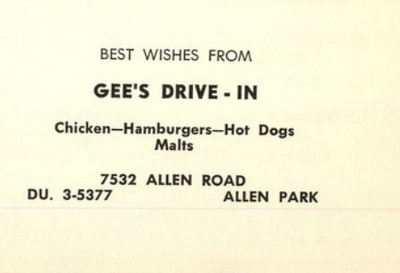 BEST WISHES FROM
GEE'S DRIVE - IN
Chicken—Hamburgers—Hot Dogs
Malts
7532 ALLEN ROAD
DU. 3-5377 ALLEN PARK